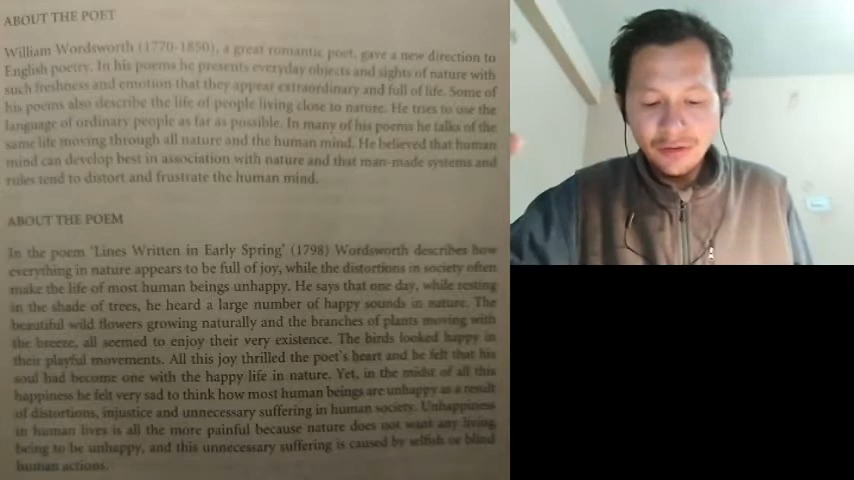 ABOUT THE POET
William Wordsworth (1770-1850), a great romantic poet, gave a new direction to
English poetry. In his poems he presents everyday objects and sights of nature with
such freshness and emotion that they appear extraordinary and full of life. Some of
his poems also describe the life of people living close to nature. He tries to use the
language of ordinary people as far as possible. In many of his poems he talks of the
same life moving through all nature and the human mind. He believed that human
mind can develop best in association with nature and that man-made systems and
rules tend to distort and frustrate the human mind.
ABOUT THE POEM
In the poem 'Lines Written in Early Spring' (1798) Wordsworth describes how
everything in nature appears to be full of joy, while the distortions in society often
make the life of most human beings unhappy. He says that one day, while resting
in the shade of trees, he heard a large number of happy sounds in nature. The
beautiful wild flowers growing naturally and the branches of plants moving with
the breeze, all seemed to enjoy their very existence. The birds looked happy in
their playful movements. All this joy thrilled the poet's heart and he felt that his
soul had become one with the happy life in nature. Yet, in the midst of all this
happiness he felt very sad to think how most human beings are unhappy as a result
of distortions, injustice and unnecessary suffering in human society. Unhappiness
in human lives is all the more painful because nature does not want any living
being to be unhappy, and this unnecessary suffering is caused by selfish or blind
human actions.